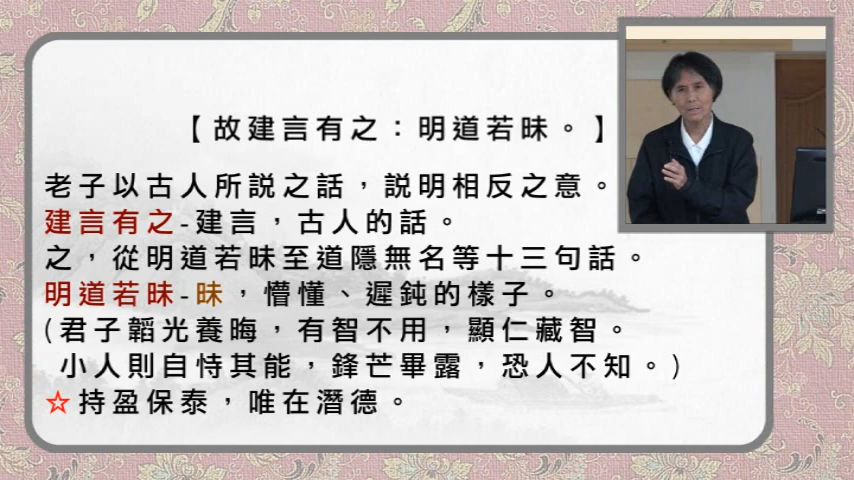 【故建言有之：明道若昧。】
老子以古人所說之話，說明相反之意。
建言有之-建言，古人的話。
之，從明道若昧至道隱無名等十三句話。
明道若昧-昧，懵懂、遲鈍的樣子。
(君子韜光養晦，有智不用，顯仁藏智。
小人則自恃其能，鋒芒畢露，恐人不知。)
☆持盈保泰，唯在潛德。